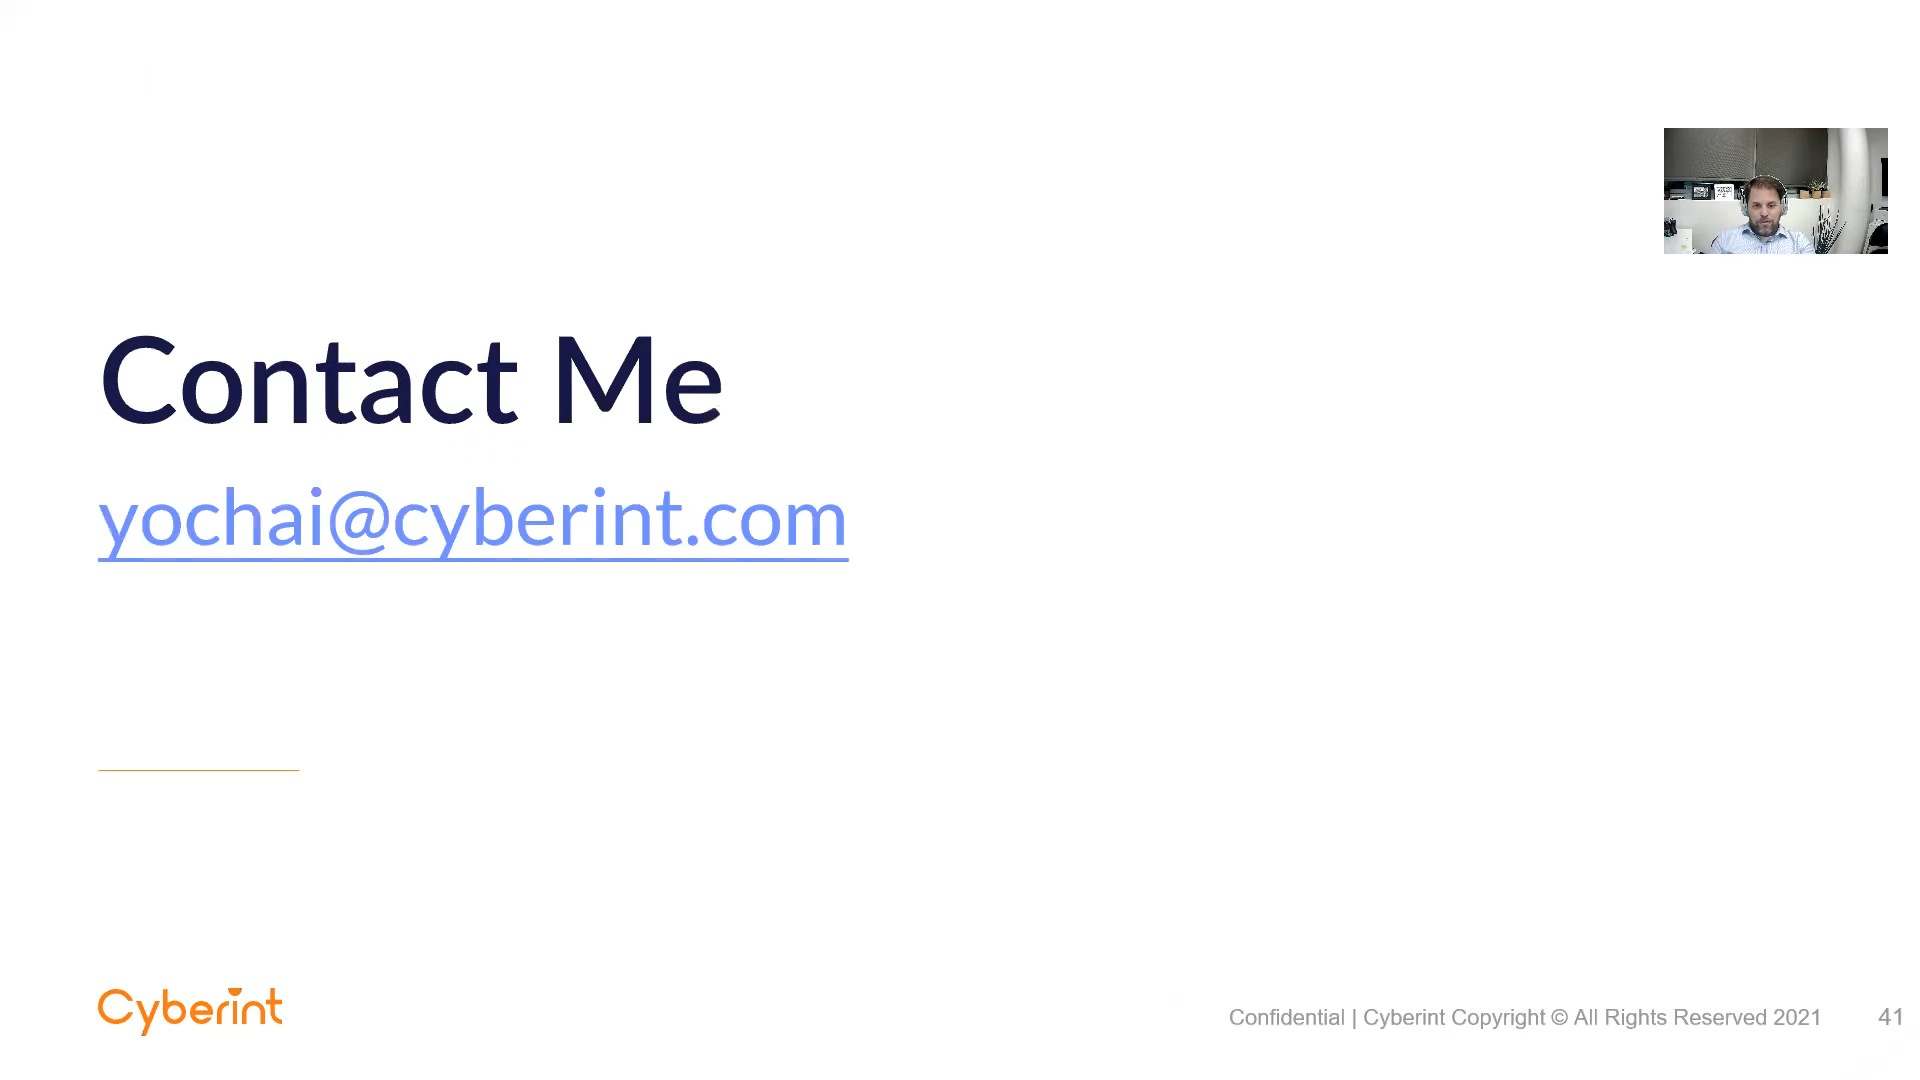 Contact Me
yochai@cyberint.com
Cyberint
Confidential | Cyberint Copyright © All Rights Reserved 2021
41